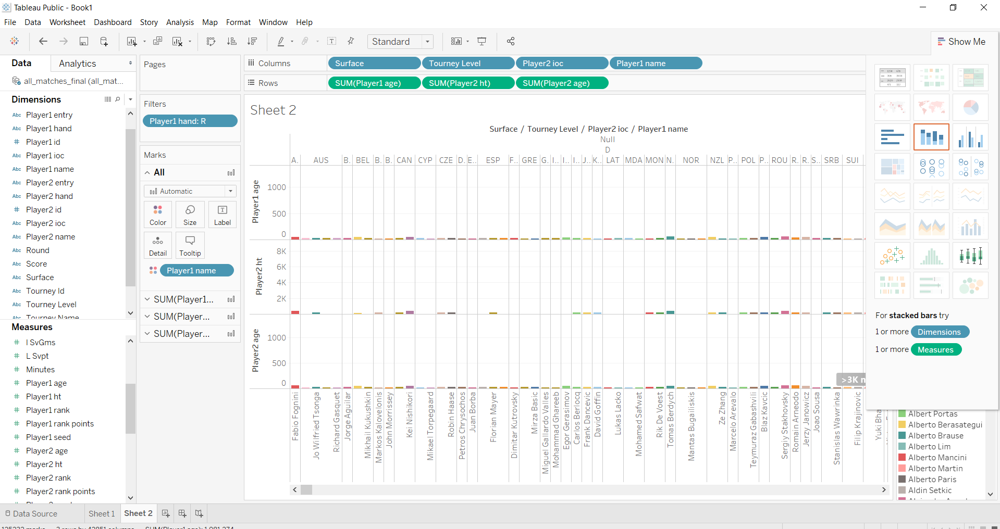 Tableau Public - Book1
File Data Worksheet Dashboard Story Analysis Map Format Window Help
Standard
Show Me
Data
Analytics
all_matches_final (all_mat...
Dimensions
Abc Player1 entry
Abc Player1 hand
# Player1 id
Abc Player1 ioc
Abc Player1 name
Abc Player2 entry
Abc Player2 hand
# Player2 id
Abc Player2 ioc
Abc Player2 name
Abc Round
Abc Score
Abc Surface
Abc Tourney Id
Abc Tourney Level
Abc Tourney Name
Measures
# l SvGms
# L Svpt
# Minutes
# Player1 age
# Player1 ht
# Player1 rank
# Player1 rank points
# Player1 seed
# Player2 age
# Player2 ht
# Player2 rank
# Player2 rank points
Pages
Filters
Player1 hand: R
Marks
All
Automatic
Color
Size
Label
Detail
Tooltip
Player1 name
SUM(Player1...
SUM(Player...
SUM(Player...
Columns
Surface
Tourney Level
Player2 ioc
Player1 name
Rows
SUM(Player1 age)
SUM(Player2 ht)
SUM(Player2 age)
Sheet 2
Surface / Tourney Level / Player2 ioc / Player1 name
Null
D
A. AUS B. BEL B. B. CAN CYP CZE D. E.. ESP F.. GRE G. I.. I.. I.. J.. K.. LAT MDA MON N. NOR NZL P.. POL P.. ROU R. R. S.. SRB SUI
Player1 age
1000
500
0
Player2 ht
8K
6K
4K
2K
Player2 age
1000
500
0
>3K n
Fabio Fognini
Jo Wilfried Tsonga
Richard Gasquet
Jorge Aguilar
Mikhail Kukushkin
Markos Kalovelonis
John Morrissey
Kei Nishikori
Mikael Torpegaard
Robin Haase
Petros Chrysochos
Juan Borba
Florian Mayer
Dimitar Kutrovsky
Mirza Basic
Miguel Gallardo Valles
Mohammad Ghareeb
Egor Gerasimov
Carlos Berlocq
Frank Dancevic
David Goffin
Lukas Lacko
Mohamed Safwat
Rik De Voest
Tomas Berdych
Mantas Bugailiskis
Ze Zhang
Marcelo Arevalo
Teymuraz Gabashvili
Blaz Kavcic
Sergiy Stakhovsky
Romain Arneodo
Jerzy Janowicz
Joao Sousa
Stanislas Wawrinka
Filip Krajinovic
Yuki Bha
For stacked bars try
1 or more Dimensions
1 or more Measures
Albert Portas
Alberto Berasategui
Alberto Brause
Alberto Lim
Alberto Mancini
Alberto Martin
Alberto Paris
Aldin Setkic
Data Source
Sheet 1
Sheet 2